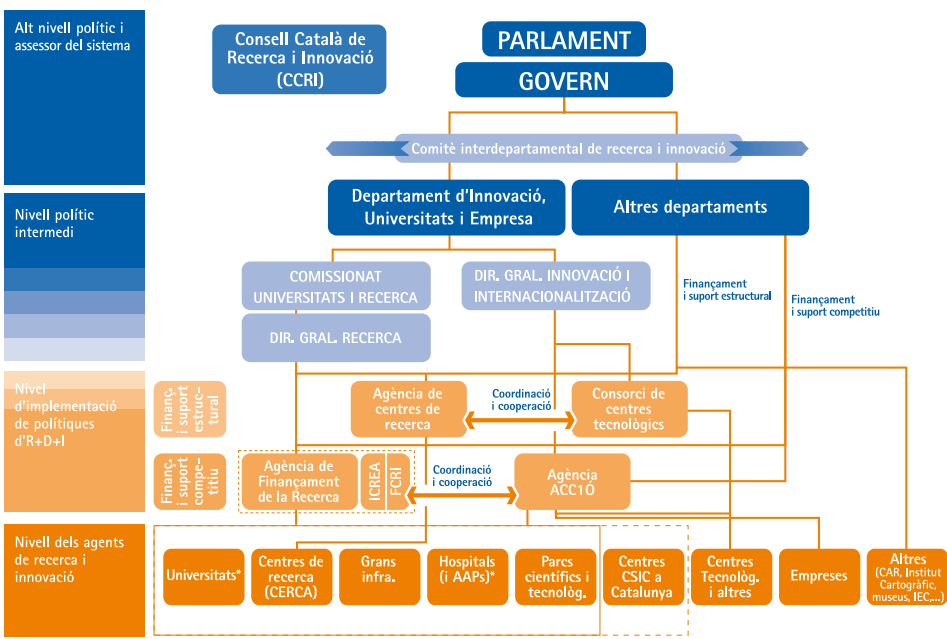 Alt nivell polític i
assessor del sistema
Consell Català de
Recerca i Innovació
(CCRI)
PARLAMENT
GOVERN
Comitè interdepartamental de recerca i innovació
Nivell polític
intermedi
Departament d'Innovació,
Universitats i Empresa
Altres departaments
COMISSIONAT
UNIVERSITATS I RECERCA
DIR. GRAL. INNOVACIÓ I
INTERNACIONALITZACIÓ
Finançament
i suport estructural
Finançament
i suport competitiu
DIR. GRAL. RECERCA
Nivel
d'implementació
de polítiques
d'R+D+I
Finanç.
i suport
estruc-
tural
Agència de
centres de
recerca
Coordinació
i cooperació
Consorci de
centres
tecnològics
Finanç.
i suport
compe-
titiu
Agència de
Finançament
de la Recerca
ICREA
FCRI
Coordinació
i cooperació
Agència
ACC1Ó
Nivell dels agents
de recerca i
innovació
Universitats*
Centres de
recerca
(CERCA)
Grans
infra.
Hospitals
(i AAPs)*
Parcs
científics i
tecnològ.
Centres
CSIC a
Catalunya
Centres
Tecnològ.
i altres
Empreses
Altres
(CAR, Institut
Cartogràfic,
museus, IEC,...)